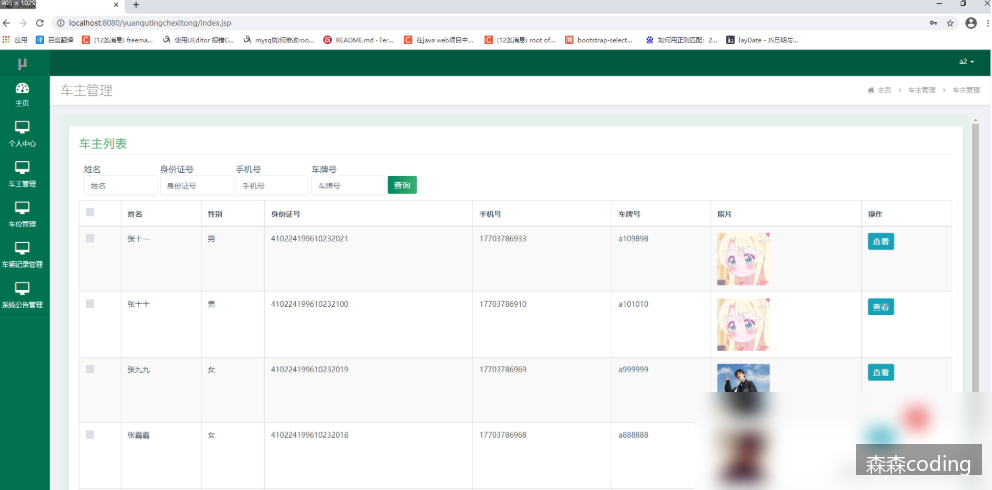 905 x 1029
localhost:8080/yuanqutingchexitong/index.jsp
应用 百度翻译 (12条消息) freema... 使用UEditor 报错C... mysql如何修改roo... README.md · Ter... 在java web项目中... (12条消息) root of... bootstrap-select... 如何用正则匹配：2... layDate - JS日期与...
μ a2
主页
个人中心
车主管理
车位管理
车辆记录管理
系统公告管理
车主管理 主页 > 车主管理 > 车主管理
车主列表
姓名 身份证号 手机号 车牌号
姓名 身份证号 手机号 车牌号 查询
姓名 性别 身份证号 手机号 车牌号 照片 操作
张十一 男 410224199610232021 17703786933 a109898 查看
张十十 男 410224199610232100 17703786910 a101010 查看
张九九 女 410224199610232019 17703786969 a999999 查看
张霸霸 女 410224199610232018 17703786968 a888888
森森coding